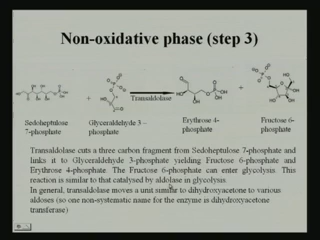 Non-oxidative phase (step 3)
+ Transaldolase +
Sedoheptulose Glyceraldehyde 3 – Erythrose 4- Fructose 6-
7-phosphate phosphate phosphate phosphate
Transaldolase cuts a three carbon fragment from Sedoheptulose 7-phosphate and
links it to Glyceraldehyde 3-phosphate yielding Fructose 6-phosphate and
Erythrose 4-phosphate. The Fructose 6-phosphate can enter glycolysis. This
reaction is similar to that catalysed by aldolase in glycolysis.
In general, transaldolase moves a unit similar to dihydroxyacetone to various
aldoses (so one non-systematic name for the enzyme is dihydroxyacetone
transferase)